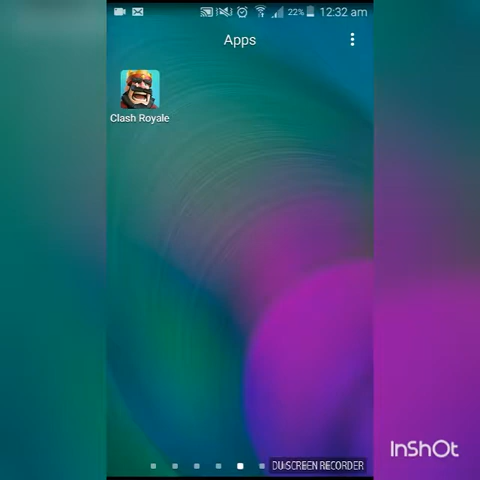 22% 12:32 am
Apps
Clash Royale
InShOt
DU SCREEN RECORDER